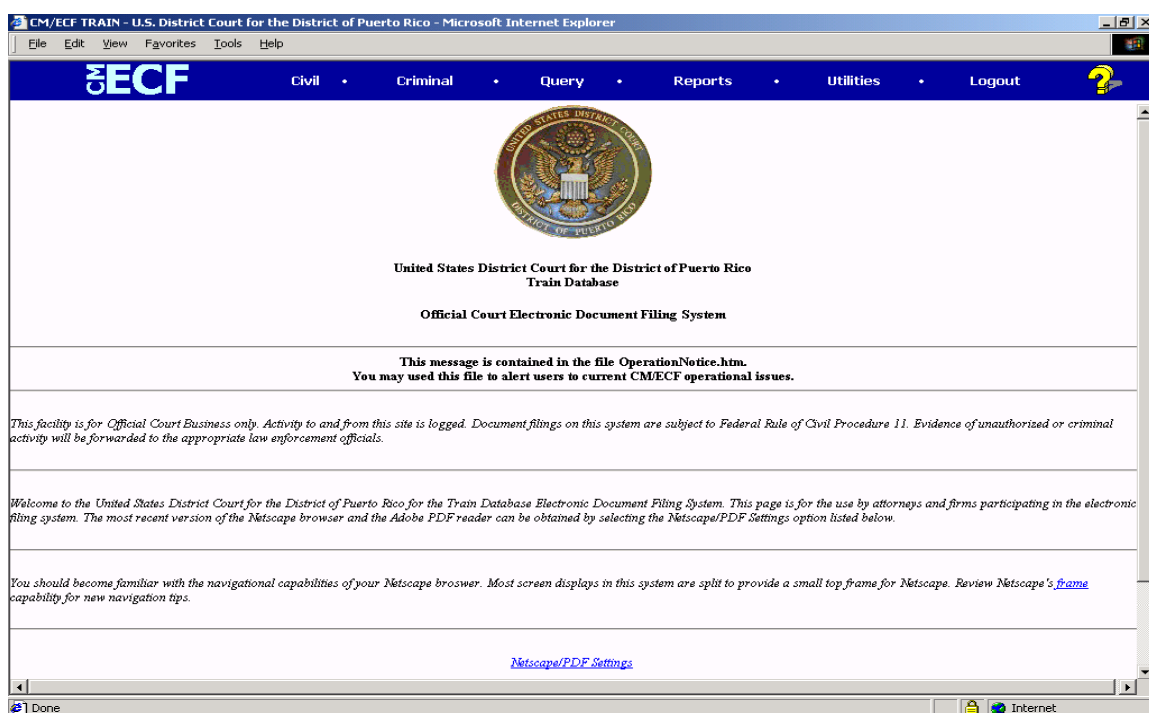 CM/ECF TRAIN - U.S. District Court for the District of Puerto Rico - Microsoft Internet Explorer
File Edit View Favorites Tools Help
CM ECF Civil • Criminal • Query • Reports • Utilities • Logout ?
UNITED STATES DISTRICT COURT
DISTRICT OF PUERTO RICO
United States District Court for the District of Puerto Rico
Train Database
Official Court Electronic Document Filing System
This message is contained in the file OperationNotice.htm.
You may used this file to alert users to current CM/ECF operational issues.
This facility is for Official Court Business only. Activity to and from this site is logged. Document filings on this system are subject to Federal Rule of Civil Procedure 11. Evidence of unauthorized or criminal
activity will be forwarded to the appropriate law enforcement officials.
Welcome to the United States District Court for the District of Puerto Rico for the Train Database Electronic Document Filing System. This page is for the use by attorneys and firms participating in the electronic
filing system. The most recent version of the Netscape browser and the Adobe PDF reader can be obtained by selecting the Netscape/PDF Settings option listed below.
You should become familiar with the navigational capabilities of your Netscape broswer. Most screen displays in this system are split to provide a small top frame for Netscape. Review Netscape's frame
capability for new navigation tips.
Netscape/PDF Settings
Done Internet